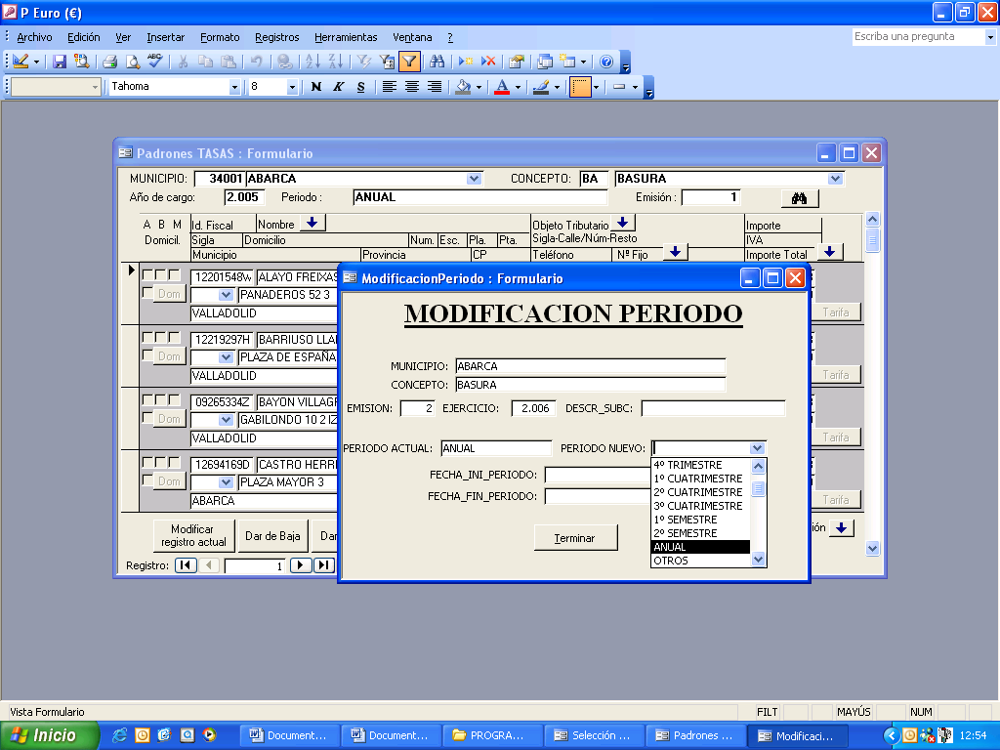 P Euro (€)
Archivo Edición Ver Insertar Formato Registros Herramientas Ventana ? Escriba una pregunta
Tahoma 8 N K S
Padrones TASAS : Formulario
MUNICIPIO: 34001 ABARCA CONCEPTO: BA BASURA
Año de cargo: 2.005 Periodo : ANUAL Emisión : 1
A B M Id. Fiscal Nombre Objeto Tributario Importe
Domicil. Sigla Domicilio Num. Esc. Pla. Pta. Sigla-Calle/Núm-Resto IVA
Municipio Provincia CP Teléfono Nº Fijo Importe Total
12201548W ALAYO FREIXAS
Dom PANADEROS 52 3 Tarifa
VALLADOLID
12219297H BARRIUSO LLA
Dom PLAZA DE ESPAÑA Tarifa
VALLADOLID
09265334Z BAYON VILLAGR
Dom GABILONDO 10 2 IZ Tarifa
VALLADOLID
12694169D CASTRO HERRE
Dom PLAZA MAYOR 3 Tarifa
ABARCA
Modificar registro actual Dar de Baja Dar ión
Registro: 1
ModificacionPeriodo : Formulario
MODIFICACION PERIODO
MUNICIPIO: ABARCA
CONCEPTO: BASURA
EMISION: 2 EJERCICIO: 2.006 DESCR_SUBC:
PERIODO ACTUAL: ANUAL PERIODO NUEVO:
4º TRIMESTRE
1º CUATRIMESTRE
2º CUATRIMESTRE
3º CUATRIMESTRE
1º SEMESTRE
2º SEMESTRE
ANUAL
OTROS
FECHA_INI_PERIODO:
FECHA_FIN_PERIODO:
Terminar
Vista Formulario FILT MAYÚS NUM
Inicio Document... Document... PROGRA... Selección ... Padrones ... Modificaci... 12:54